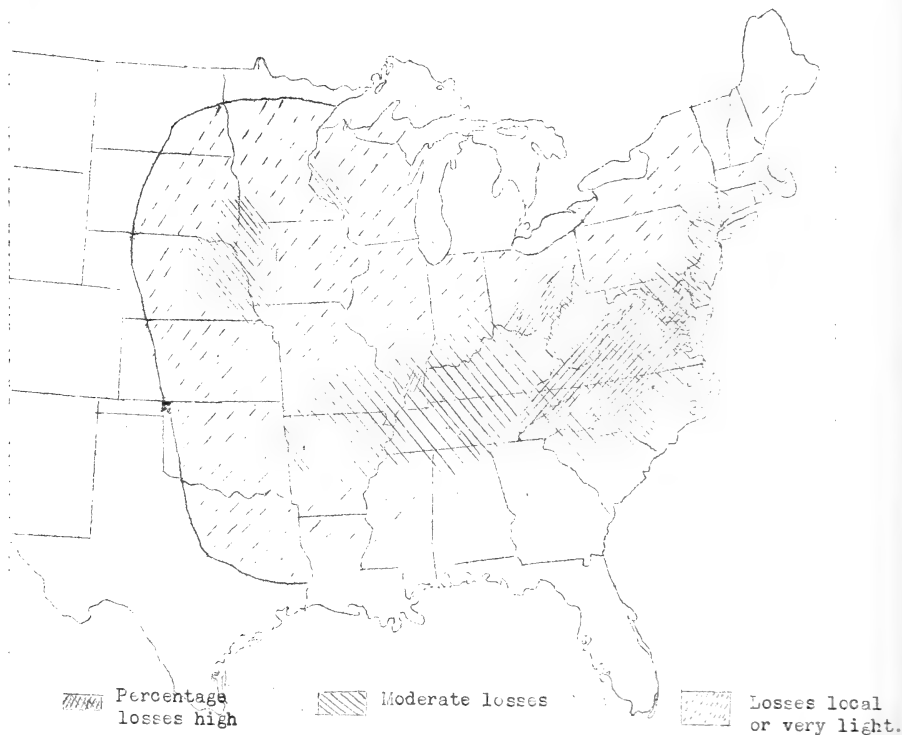 Percentage
losses high
Moderate losses
Losses local
or very light.